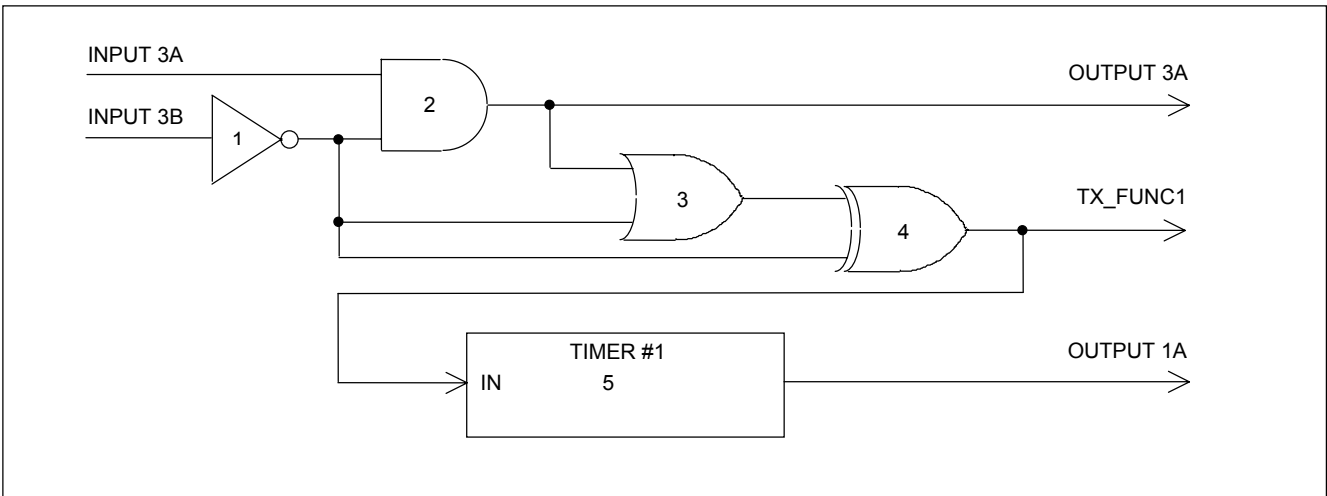 INPUT 3A
OUTPUT 3A
2
INPUT 3B
1
3
TX_FUNC1
4
TIMER #1
OUTPUT 1A
IN
5